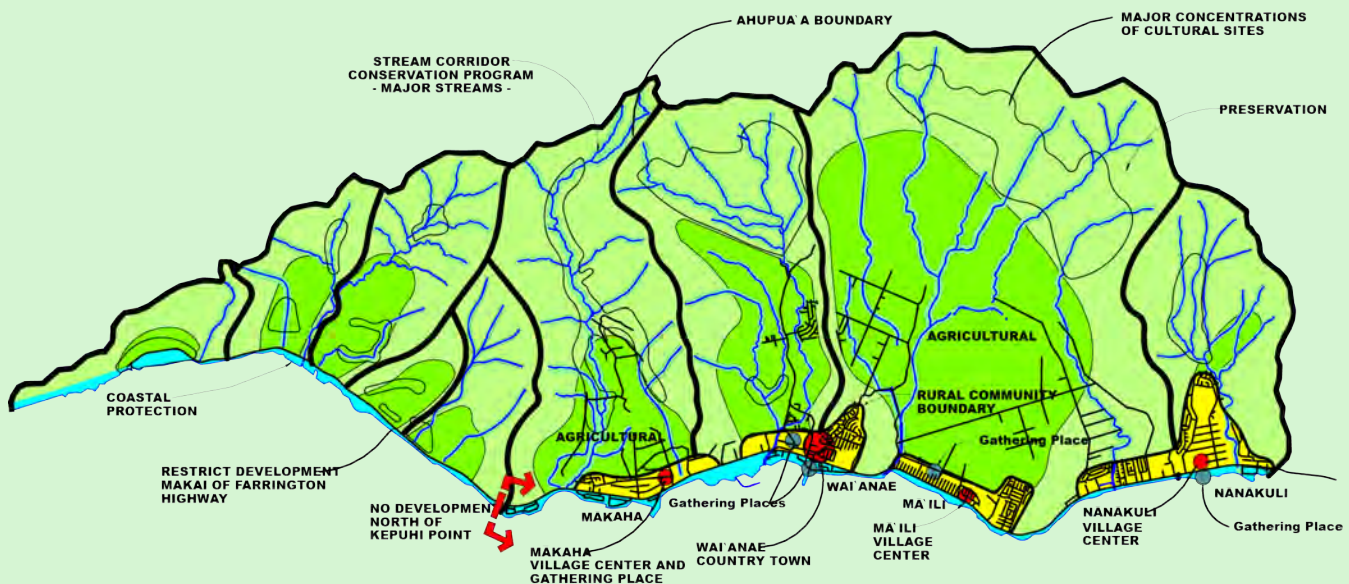 AHUPUA`A BOUNDARY
MAJOR CONCENTRATIONS
OF CULTURAL SITES
STREAM CORRIDOR
CONSERVATION PROGRAM
- MAJOR STREAMS -
PRESERVATION
COASTAL
PROTECTION
AGRICULTURAL
RURAL COMMUNITY
BOUNDARY
AGRICULTURAL
Gathering Place
RESTRICT DEVELOPMENT
MAKAI OF FARRINGTON
HIGHWAY
NO DEVELOPMENT
NORTH OF
KEPUHI POINT
MAKAHA
Gathering Places
WAI`ANAE
MA`ILI
NANAKULI
MAKAHA
VILLAGE CENTER AND
GATHERING PLACE
WAI`ANAE
COUNTRY TOWN
MA`ILI
VILLAGE
CENTER
NANAKULI
VILLAGE
CENTER
Gathering Place